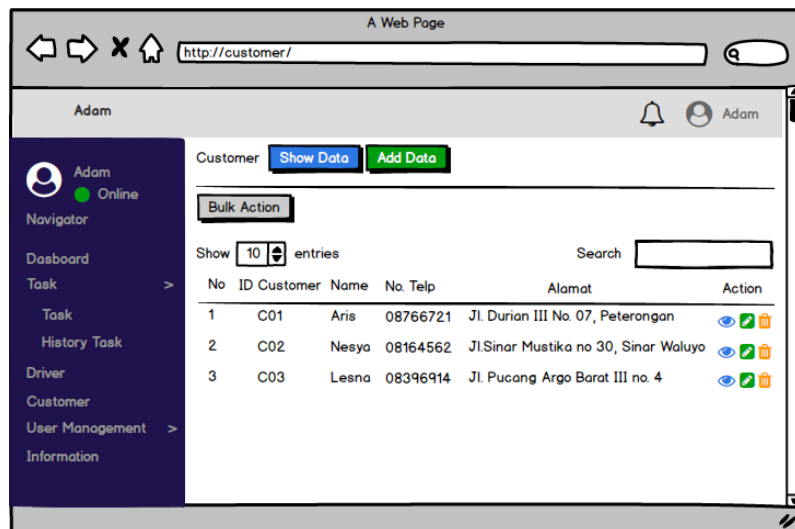 A Web Page
http://customer/
Adam
Adam
Adam
Online
Navigator
Dasboard
Task >
Task
History Task
Driver
Customer
User Management >
Information
Customer Show Data Add Data
Bulk Action
Show 10 entries Search
No ID Customer Name No. Telp Alamat Action
1 C01 Aris 08766721 Jl. Durian III No. 07, Peterongan
2 C02 Nesya 08164562 Jl.Sinar Mustika no 30, Sinar Waluyo
3 C03 Lesna 08396914 Jl. Pucang Argo Barat III no. 4